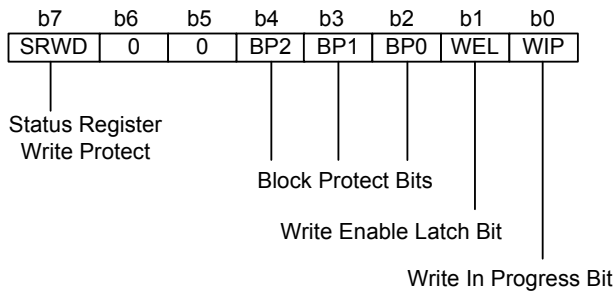 b7 b6 b5 b4 b3 b2 b1 b0
SRWD 0 0 BP2 BP1 BP0 WEL WIP
Status Register
Write Protect
Block Protect Bits
Write Enable Latch Bit
Write In Progress Bit